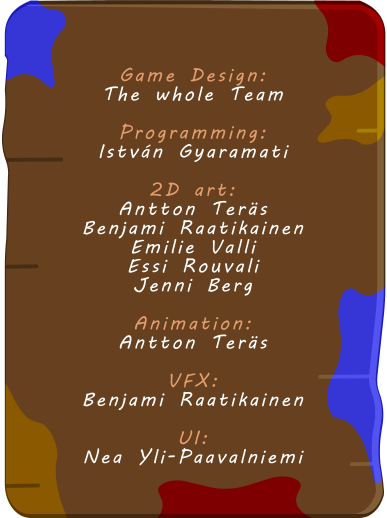 Game Design:
The whole Team
Programming:
István Gyaramati
2D art:
Antton Teräs
Benjami Raatikainen
Emilie Valli
Essi Rouvali
Jenni Berg
Animation:
Antton Teräs
VFX:
Benjami Raatikainen
UI:
Nea Yli-Paavalniemi